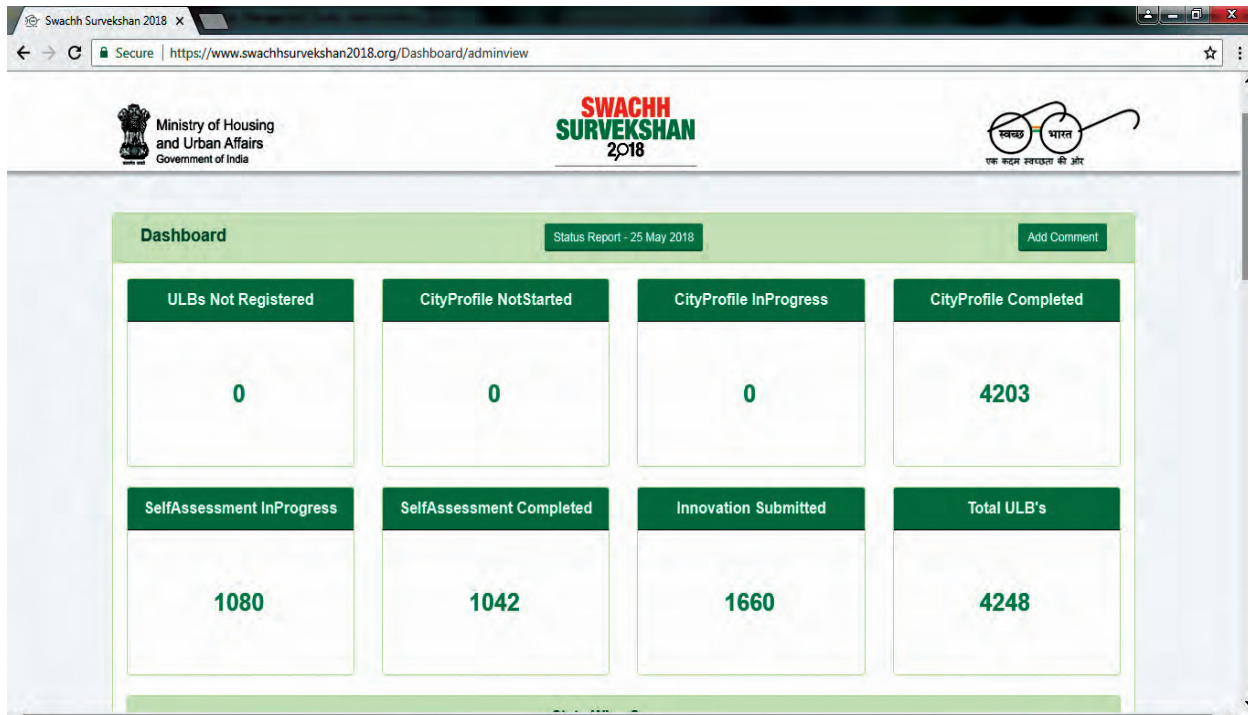 Swachh Survekshan 2018
Secure | https://www.swachhsurvekshan2018.org/Dashboard/adminview
Ministry of Housing
and Urban Affairs
Government of India
SWACHH
SURVEKSHAN
2018
स्वच्छ भारत
एक कदम स्वच्छता की ओर
Dashboard
Status Report - 25 May 2018
Add Comment
ULBs Not Registered
CityProfile NotStarted
CityProfile InProgress
CityProfile Completed
0
0
0
4203
SelfAssessment InProgress
SelfAssessment Completed
Innovation Submitted
Total ULB's
1080
1042
1660
4248